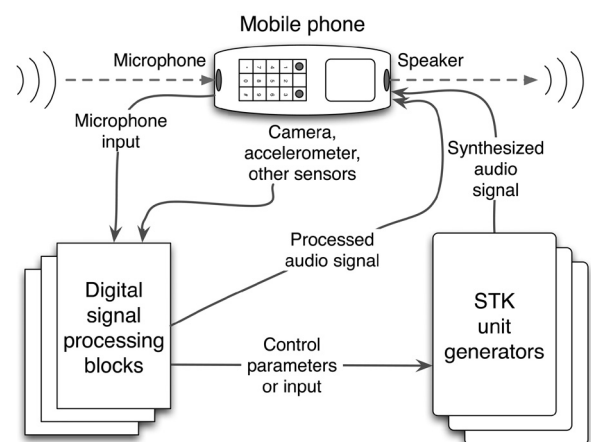 Mobile phone
Microphone
Speaker
Microphone
input
Camera,
accelerometer,
other sensors
Synthesized
audio
signal
Processed
audio signal
Digital
signal
processing
blocks
Control
parameters
or input
STK
unit
generators